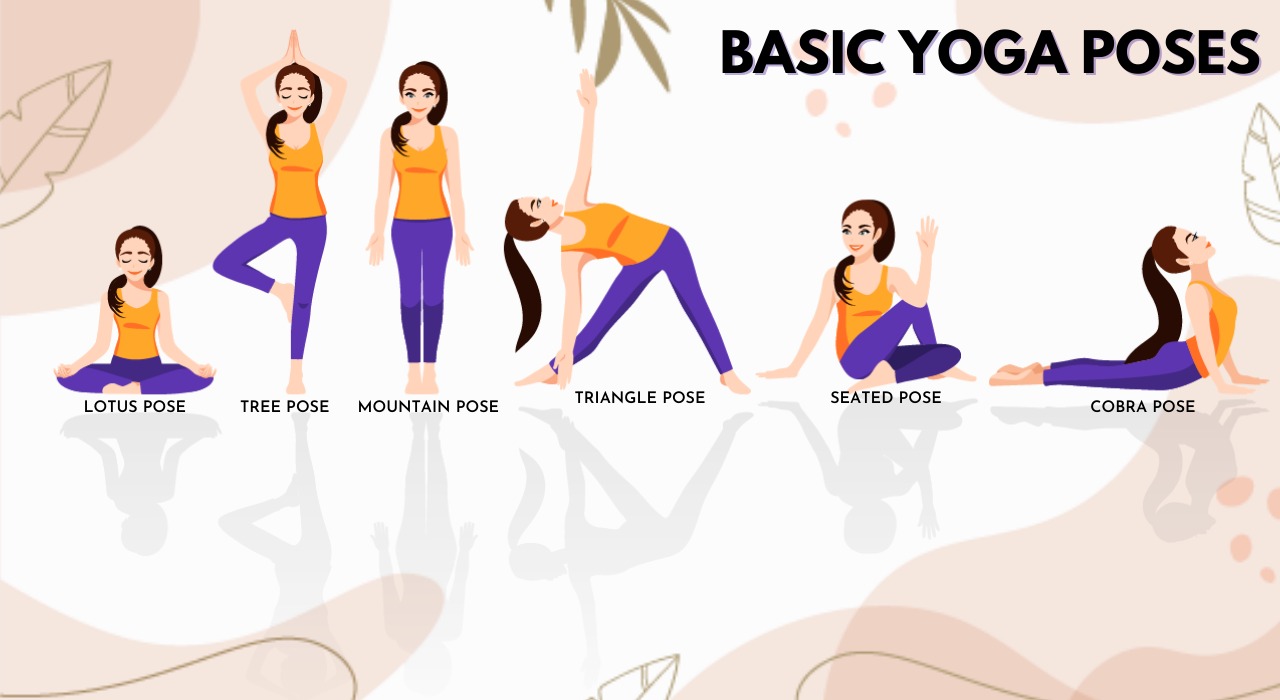 BASIC YOGA POSES
LOTUS POSE
TREE POSE
MOUNTAIN POSE
TRIANGLE POSE
SEATED POSE
COBRA POSE